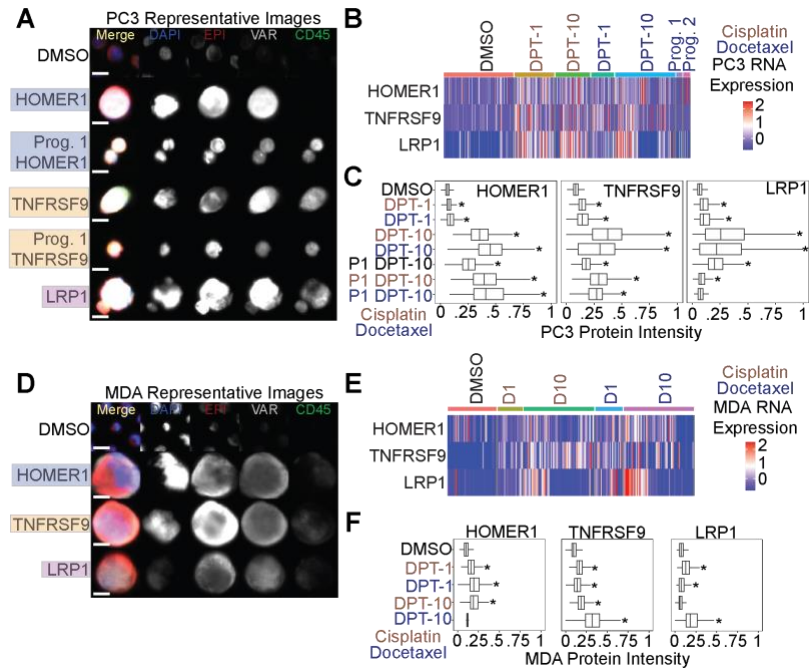 A
PC3 Representative Images
Merge DAPI EPI VAR CD45
DMSO
HOMER1
Prog. 1
HOMER1
TNFRSF9
Prog. 1
TNFRSF9
LRP1
B
DMSO DPT-1 DPT-10 DPT-1 DPT-10 Prog. 1 Prog. 2
Cisplatin
Docetaxel
PC3 RNA
Expression
2
1
0
HOMER1
TNFRSF9
LRP1
C
HOMER1 TNFRSF9 LRP1
DMSO
DPT-1 * * *
DPT-1 * * *
DPT-10 * * *
DPT-10 * * *
P1 DPT-10 * * *
P1 DPT-10 * * *
P1 DPT-10 * *
0 .25 .5 .75 1 0 .25 .5 .75 1 0 .25 .5 .75 1
Cisplatin
Docetaxel
PC3 Protein Intensity
D
MDA Representative Images
Merge DAPI EPI VAR CD45
DMSO
HOMER1
TNFRSF9
LRP1
E
DMSO D1 D10 D1 D10
Cisplatin
Docetaxel
MDA RNA
Expression
2
1
0
HOMER1
TNFRSF9
LRP1
F
HOMER1 TNFRSF9 LRP1
DMSO
DPT-1 * * *
DPT-1 * * *
DPT-10 * *
DPT-10 * *
0 .25 .5 .75 1 0 .25 .5 .75 1 0 .25 .5 .75 1
Cisplatin
Docetaxel
MDA Protein Intensity